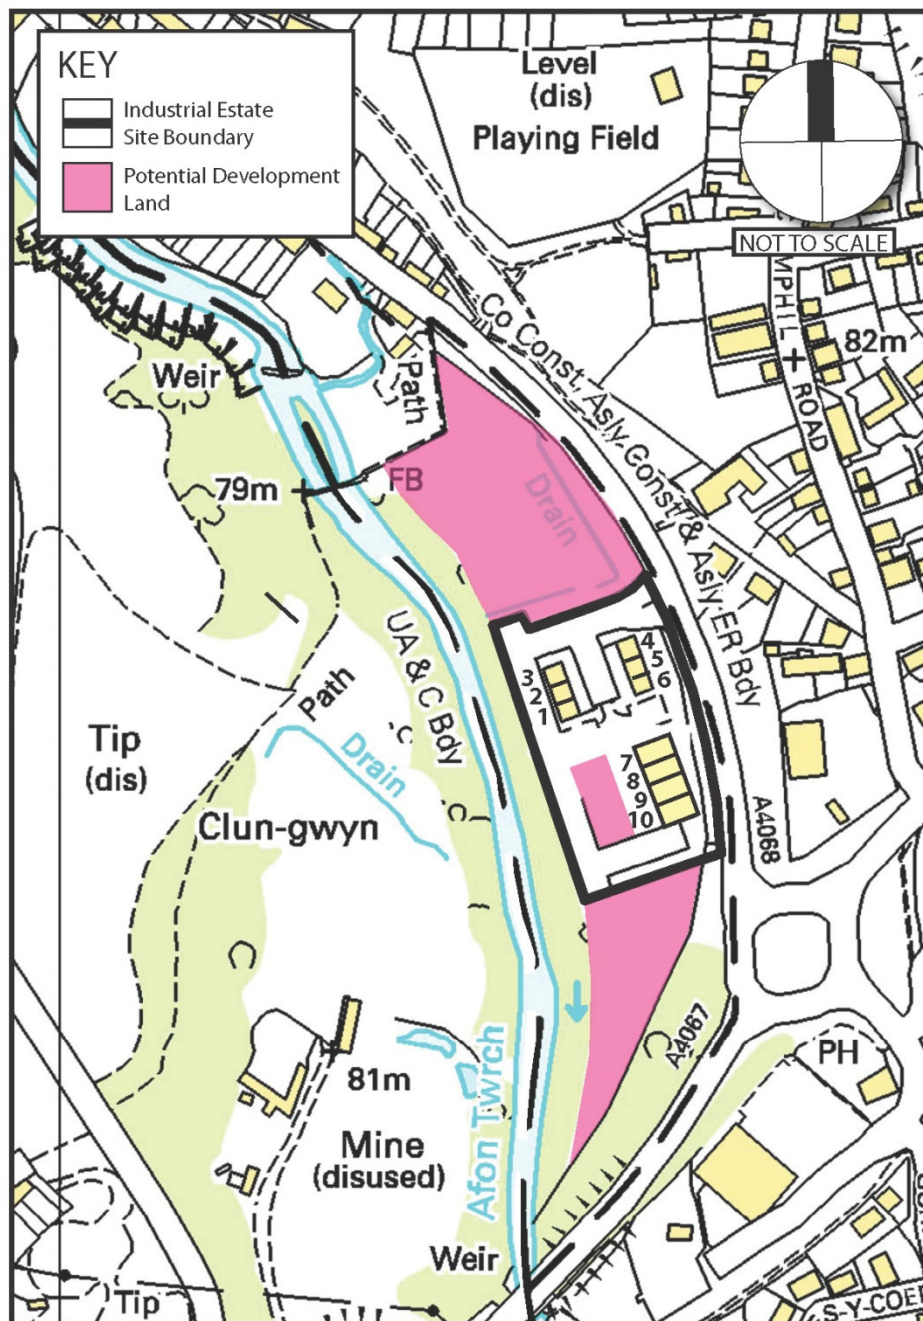 KEY
Industrial Estate
Site Boundary
Potential Development
Land
Level
(dis)
Playing Field
NOT TO SCALE
MPHIL
ROAD
82m
Co Const, Asly Const & Asly ER Bdy
Weir
Path
79m
FB
Drain
UA & C Bdy
3
2
1
4
5
6
7
8
9
10
Path
Drain
Tip
(dis)
Clun-gwyn
A4068
A4067
PH
81m
Mine
(disused)
Afon Twrch
Weir
Tip
S-Y-COE